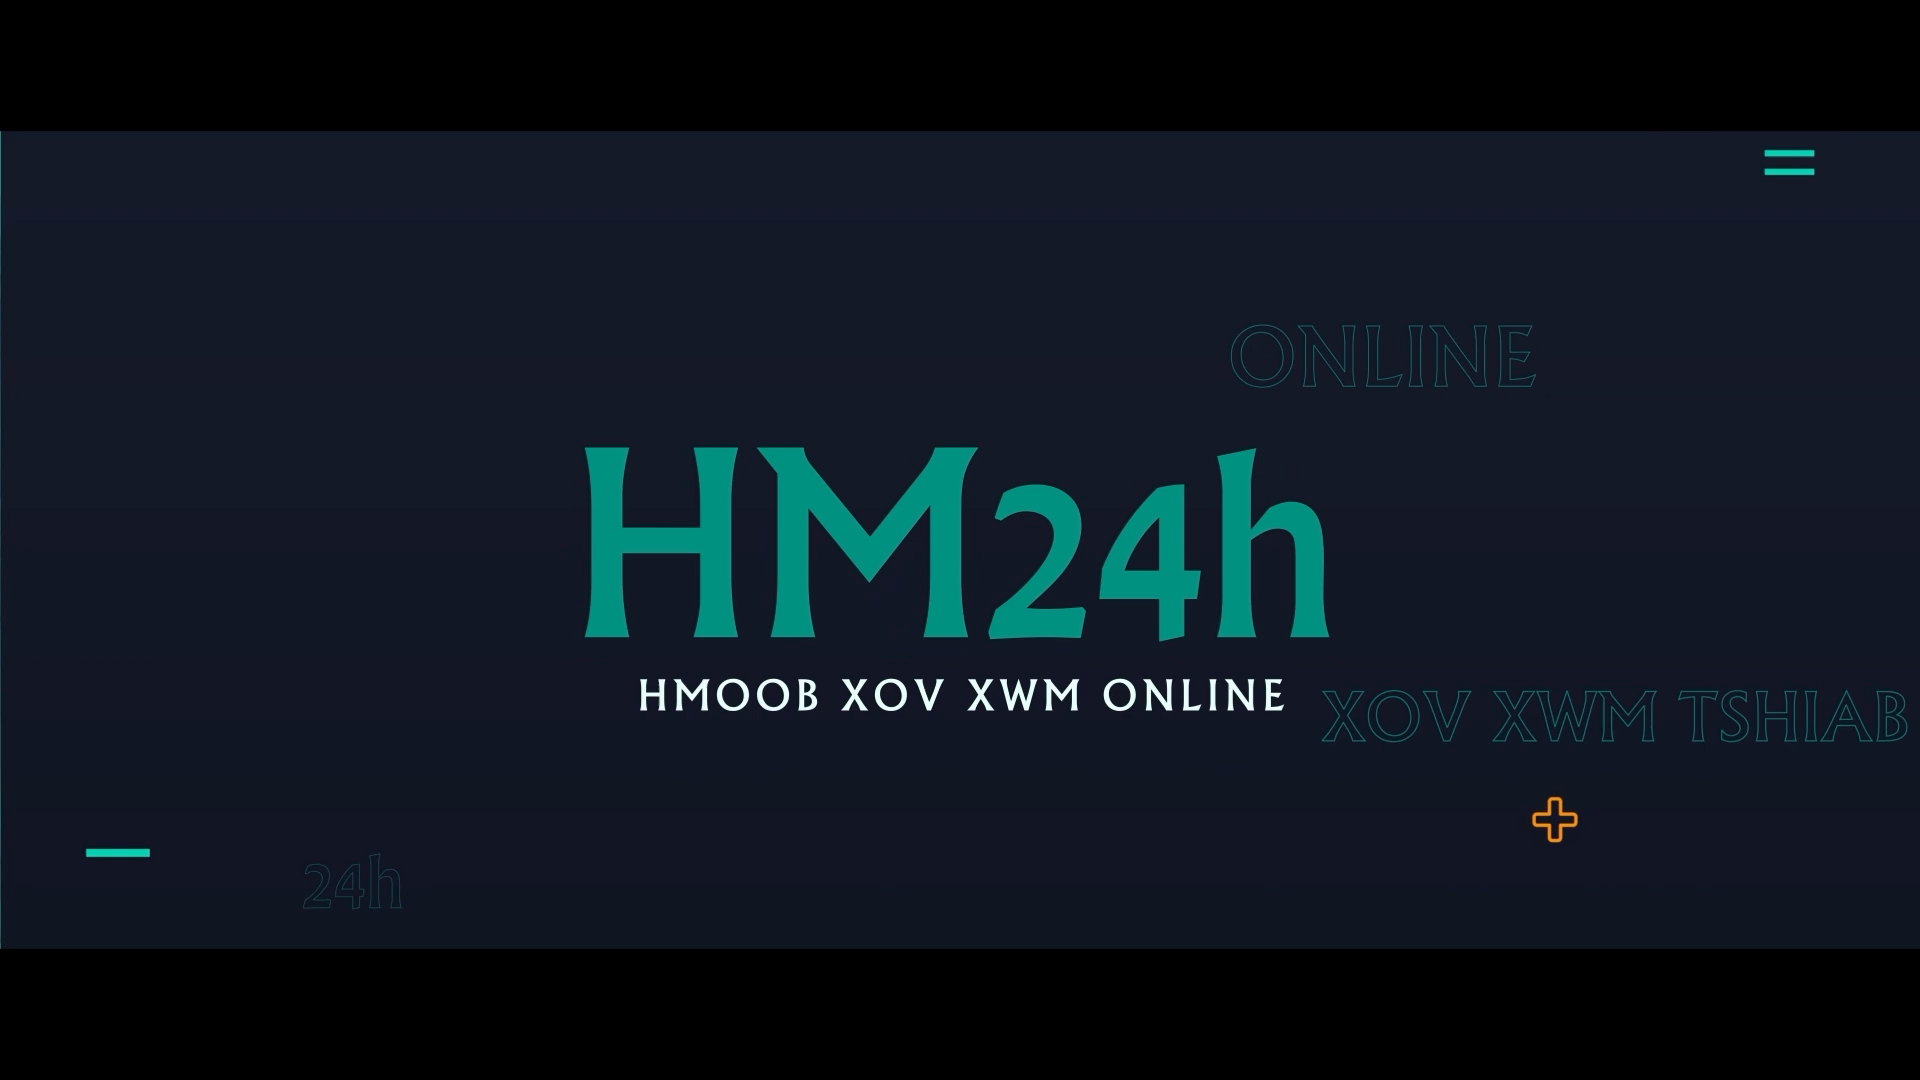 ONLINE
HM24h
HMOOB XOV XWM ONLINE
XOV XWM TSHIAB
24h